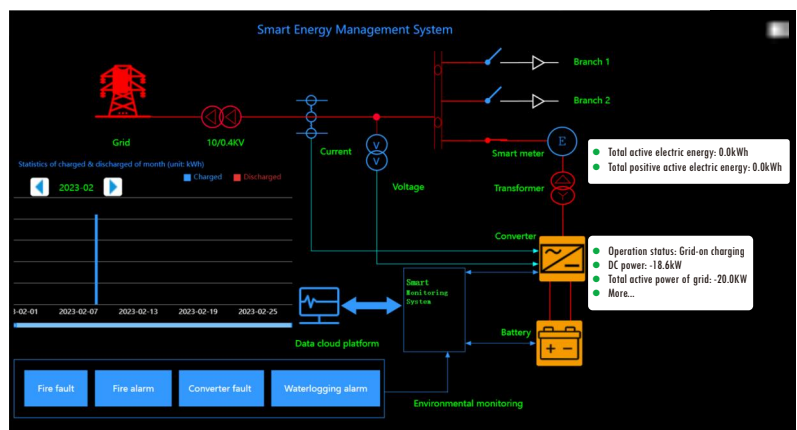 Smart Energy Management System
Branch 1
Branch 2
Grid
10/0.4KV
Current
Voltage
Smart meter
E
Total active electric energy: 0.0kWh
Total positive active electric energy: 0.0kWh
Transformer
V
V
Y
Statistics of charged & discharged of month (unit: kWh)
Charged
Discharged
2023-02
Converter
Operation status: Grid-on charging
DC power: -18.6kW
Total active power of grid: -20.0KW
More...
Smart
Monitoring
System
-02-01
2023-02-07
2023-02-13
2023-02-19
2023-02-25
Data cloud platform
Battery
+ -
Fire fault
Fire alarm
Converter fault
Waterlogging alarm
Environmental monitoring